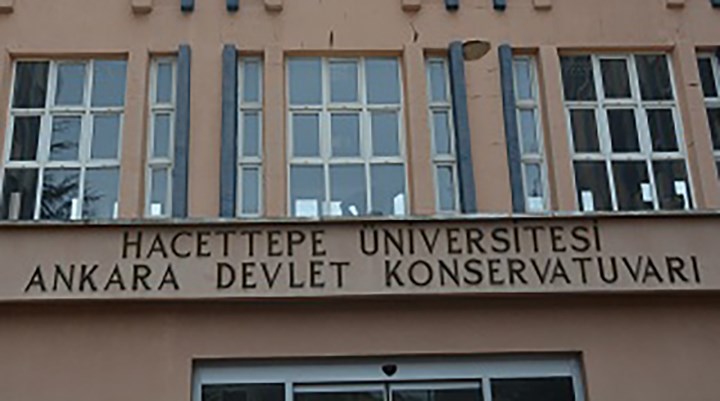 HACETTEPE ÜNİVERSİTESİ
ANKARA DEVLET KONSERVATUVARI